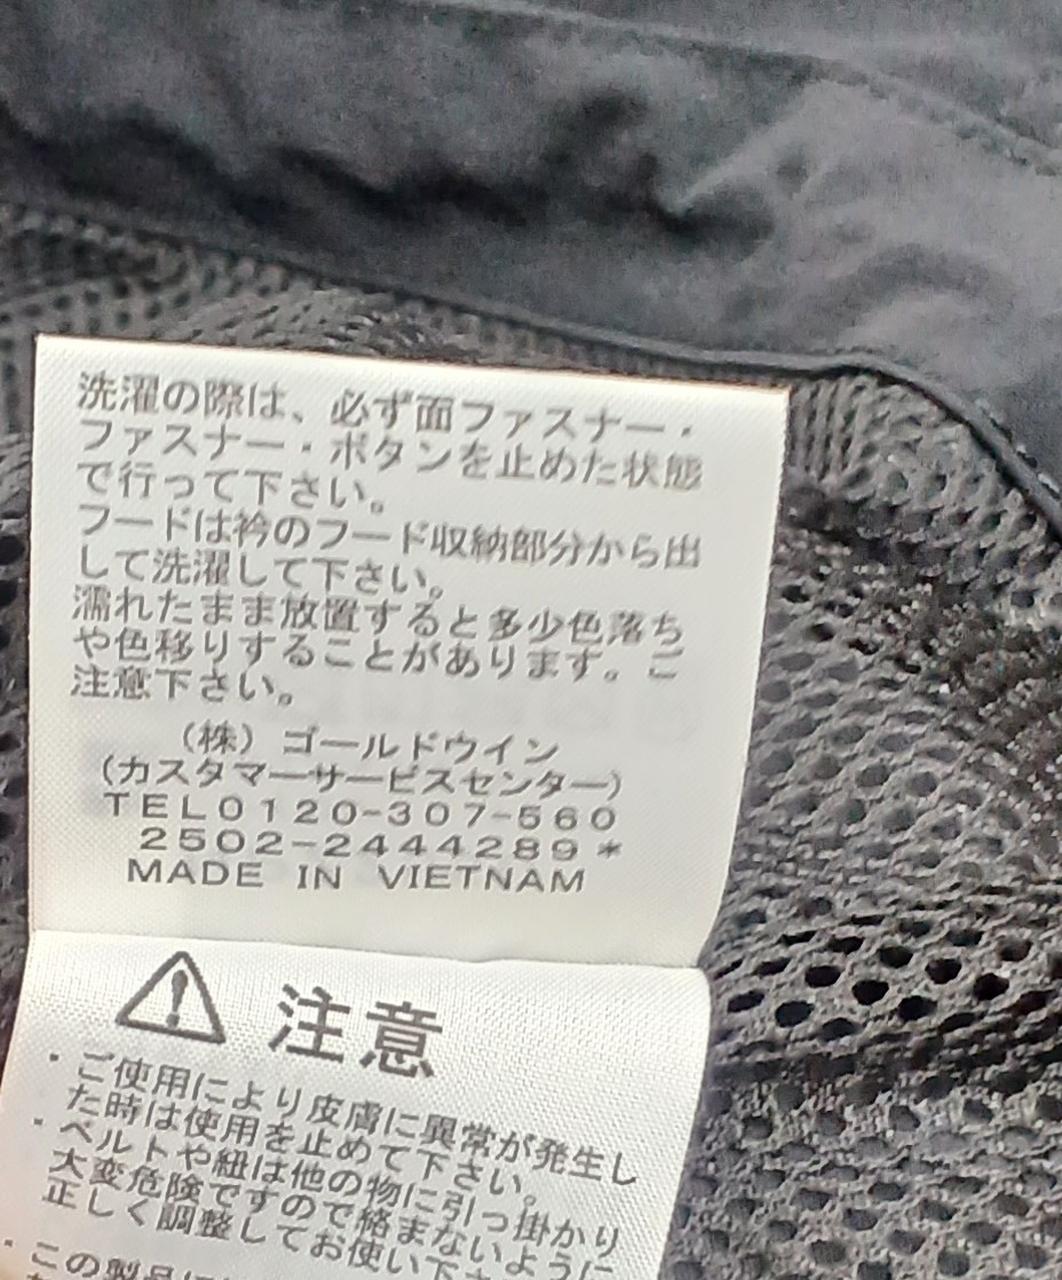 洗濯の際は、必ず面ファスナー・
ファスナー・ボタンを止めた状態
で行って下さい。
フードは衿のフード収納部分から出
して洗濯して下さい。
濡れたまま放置すると多少色落ち
や色移りすることがあります。ご
注意下さい。
(株) ゴールドウイン
(カスタマーサービスセンター)
TEL0120-307-560
2502-2444289*
MADE IN VIETNAM
注意
・ご使用により皮膚に異常が発生し
た時は使用を止めて下さい。
・ベルトや紐は他の物に引っ掛かり
大変危険ですので絡まないように
正しく調整してお使い下さ
・この製品に